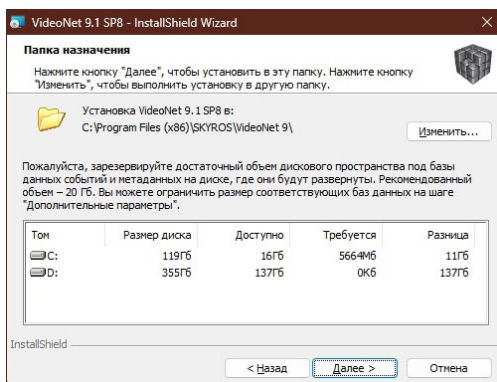 VideoNet 9.1 SP8 - InstallShield Wizard
Папка назначения
Нажмите кнопку "Далее", чтобы установить в эту папку. Нажмите кнопку
"Изменить", чтобы выполнить установку в другую папку.
Установка VideoNet 9.1 SP8 в:
C:\Program Files (x86)\SKYROS\VideoNet 9\
Изменить...
Пожалуйста, зарезервируйте достаточный объем дискового пространства под базы
данных событий и метаданных на диске, где они будут развернуты. Рекомендованный
объем – 20 Гб. Вы можете ограничить размер соответствующих баз данных на шаге
"Дополнительные параметры".
Том Размер диска Доступно Требуется Разница
C: 119Гб 16Гб 5664Мб 11Гб
D: 355Гб 137Гб 0Кб 137Гб
InstallShield
< Назад Далее > Отмена